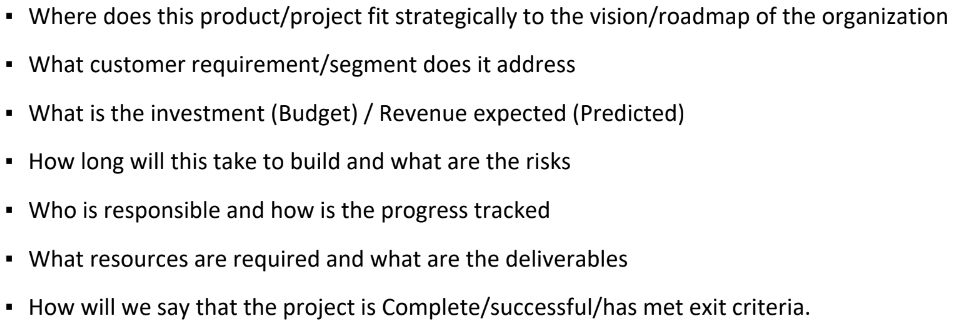 ▪ Where does this product/project fit strategically to the vision/roadmap of the organization
▪ What customer requirement/segment does it address
▪ What is the investment (Budget) / Revenue expected (Predicted)
▪ How long will this take to build and what are the risks
▪ Who is responsible and how is the progress tracked
▪ What resources are required and what are the deliverables
▪ How will we say that the project is Complete/successful/has met exit criteria.